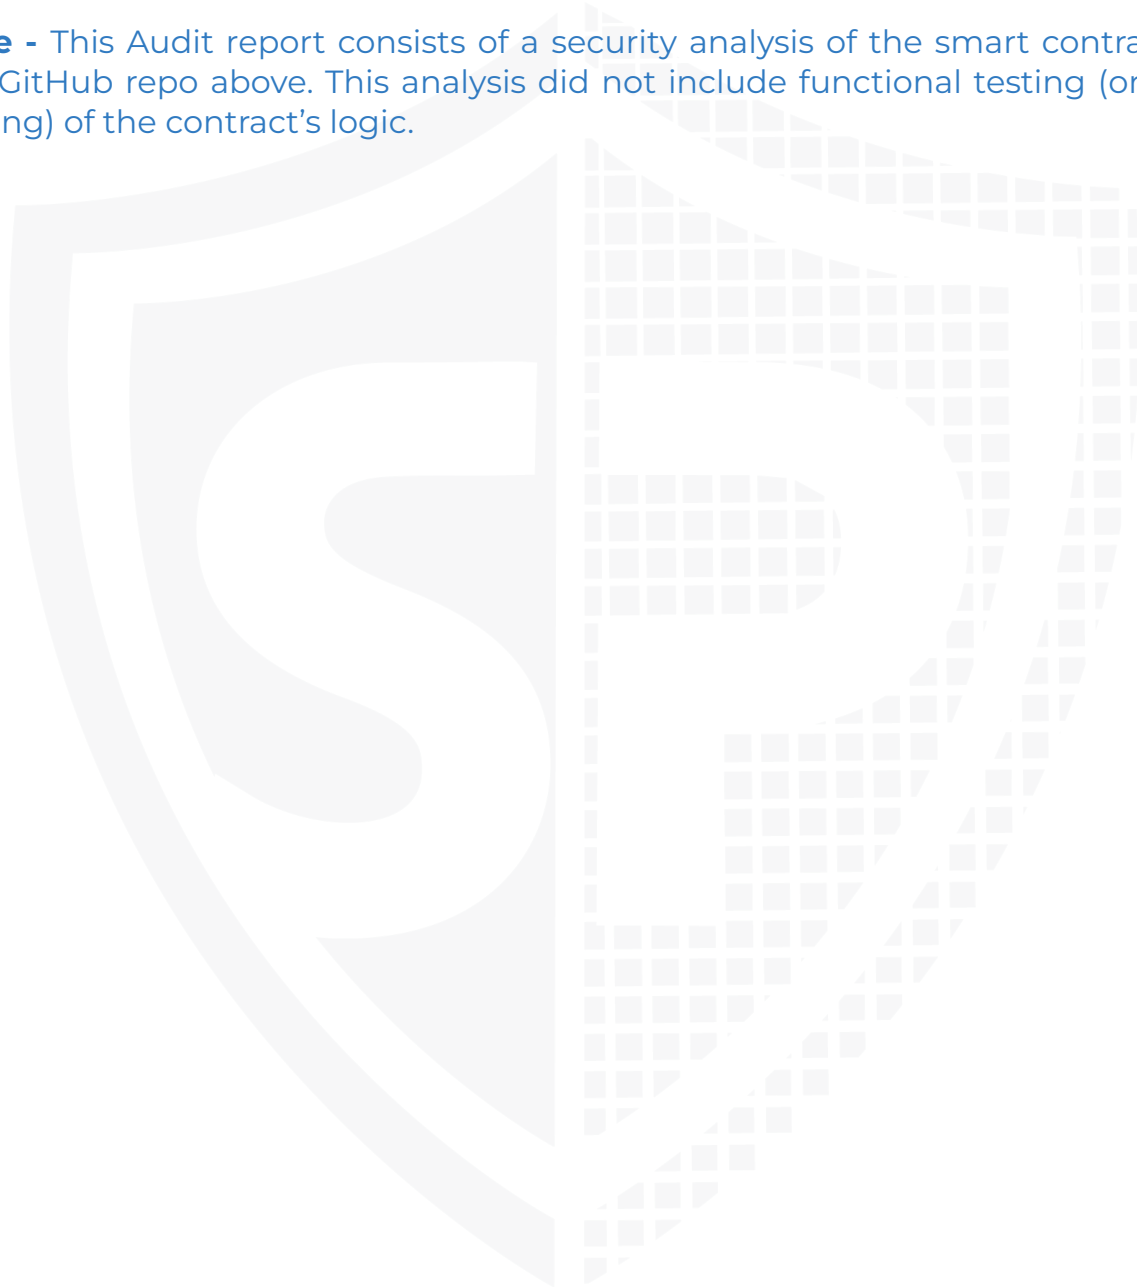 e - This Audit report consists of a security analysis of the smart contra
GitHub repo above. This analysis did not include functional testing (or
ng) of the contract's logic.
SP